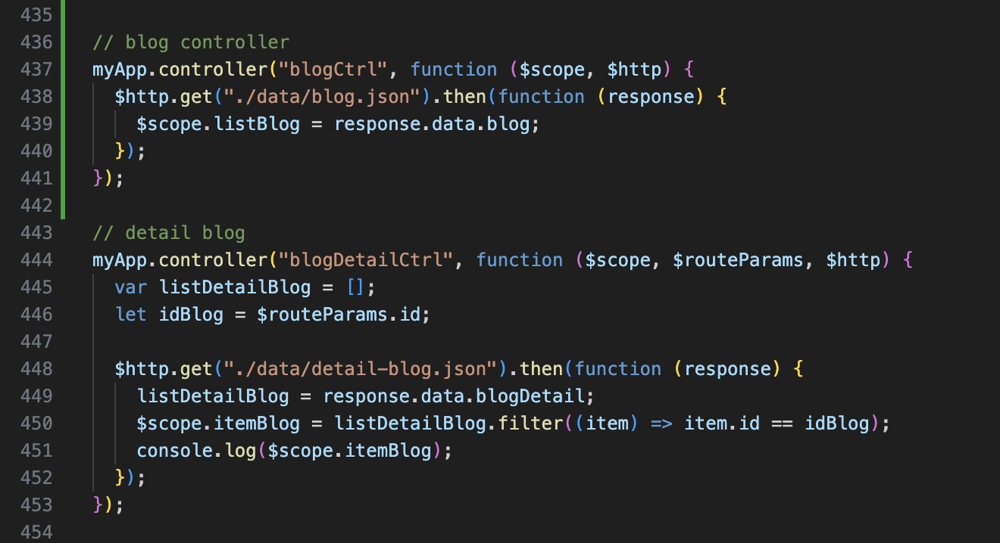 435
436 // blog controller
437 myApp.controller("blogCtrl", function ($scope, $http) {
438   $http.get("./data/blog.json").then(function (response) {
439     $scope.listBlog = response.data.blog;
440   });
441 });
442
443 // detail blog
444 myApp.controller("blogDetailCtrl", function ($scope, $routeParams, $http) {
445   var listDetailBlog = [];
446   let idBlog = $routeParams.id;
447
448   $http.get("./data/detail-blog.json").then(function (response) {
449     listDetailBlog = response.data.blogDetail;
450     $scope.itemBlog = listDetailBlog.filter((item) => item.id == idBlog);
451     console.log($scope.itemBlog);
452   });
453 });
454